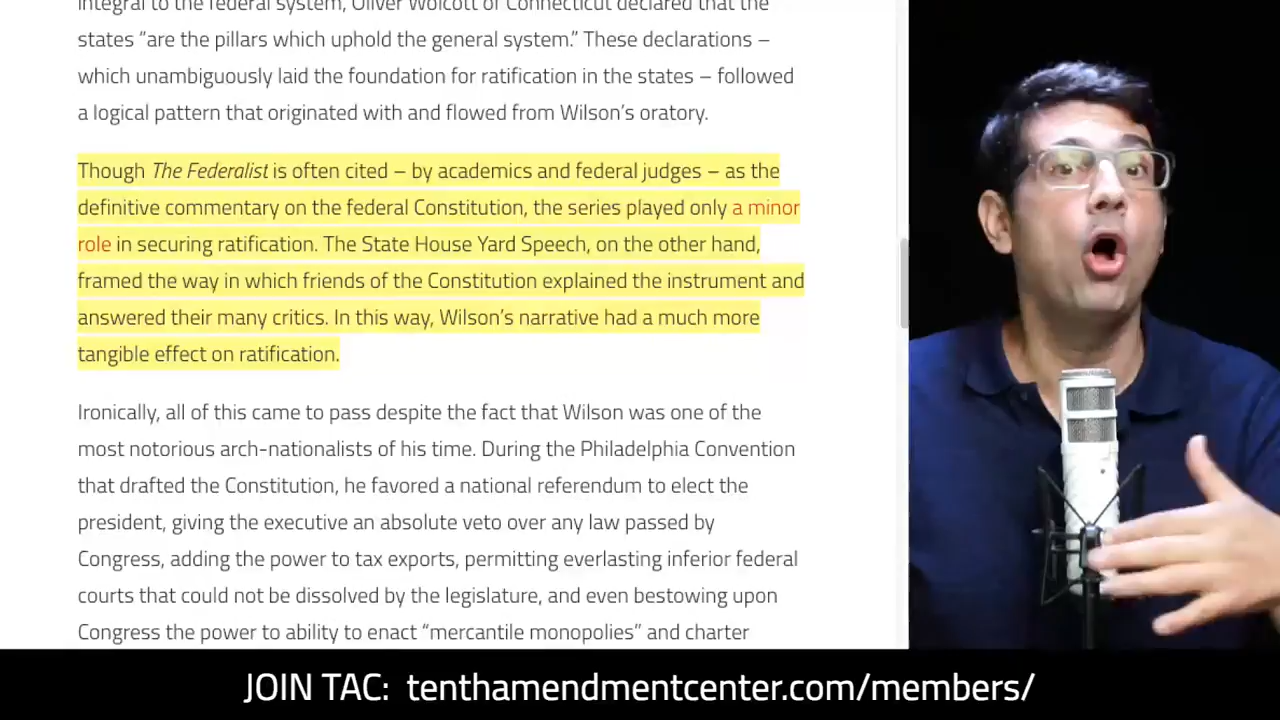 integral to the federal system, Oliver Wolcott of Connecticut declared that the
states “are the pillars which uphold the general system.” These declarations –
which unambiguously laid the foundation for ratification in the states – followed
a logical pattern that originated with and flowed from Wilson’s oratory.
Though The Federalist is often cited – by academics and federal judges – as the
definitive commentary on the federal Constitution, the series played only a minor
role in securing ratification. The State House Yard Speech, on the other hand,
framed the way in which friends of the Constitution explained the instrument and
answered their many critics. In this way, Wilson’s narrative had a much more
tangible effect on ratification.
Ironically, all of this came to pass despite the fact that Wilson was one of the
most notorious arch-nationalists of his time. During the Philadelphia Convention
that drafted the Constitution, he favored a national referendum to elect the
president, giving the executive an absolute veto over any law passed by
Congress, adding the power to tax exports, permitting everlasting inferior federal
courts that could not be dissolved by the legislature, and even bestowing upon
Congress the power to ability to enact “mercantile monopolies” and charter
JOIN TAC: tenthamendmentcenter.com/members/